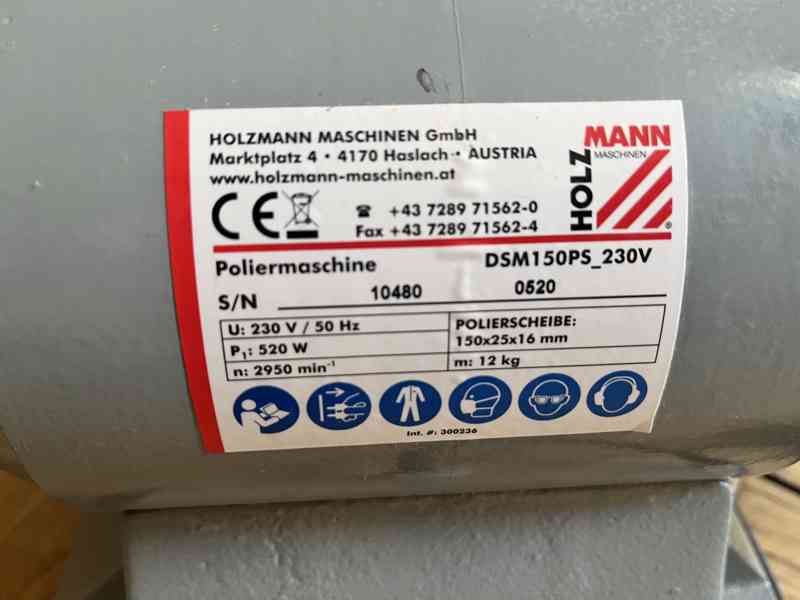 HOLZMANN MASCHINEN GmbH
Marktplatz 4 • 4170 Haslach • AUSTRIA
www.holzmann-maschinen.at
HOLZMANN
MASCHINEN
®
CE
☎ +43 7289 71562-0
Fax +43 7289 71562-4
Poliermaschine DSM150PS_230V
S/N 10480 0520
U: 230 V / 50 Hz
P₁: 520 W
n: 2950 min⁻¹
POLIERSCHEIBE:
150x25x16 mm
m: 12 kg
Int. #: 300236